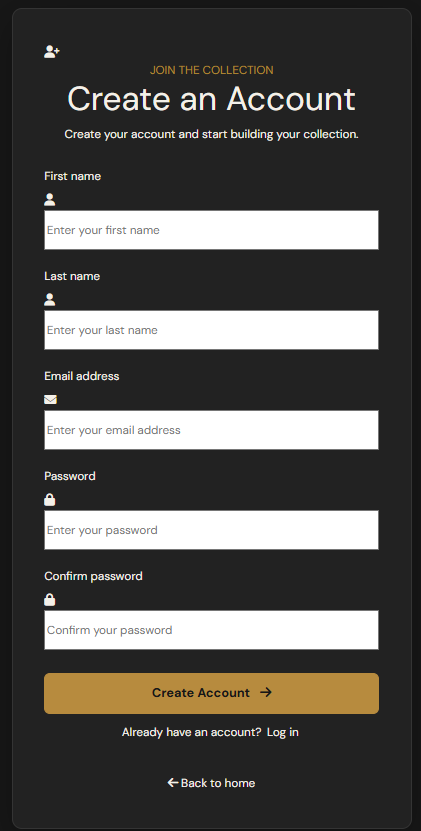 JOIN THE COLLECTION
Create an Account
Create your account and start building your collection.
First name
Enter your first name
Last name
Enter your last name
Email address
Enter your email address
Password
Enter your password
Confirm password
Confirm your password
Create Account →
Already have an account? Log in
← Back to home